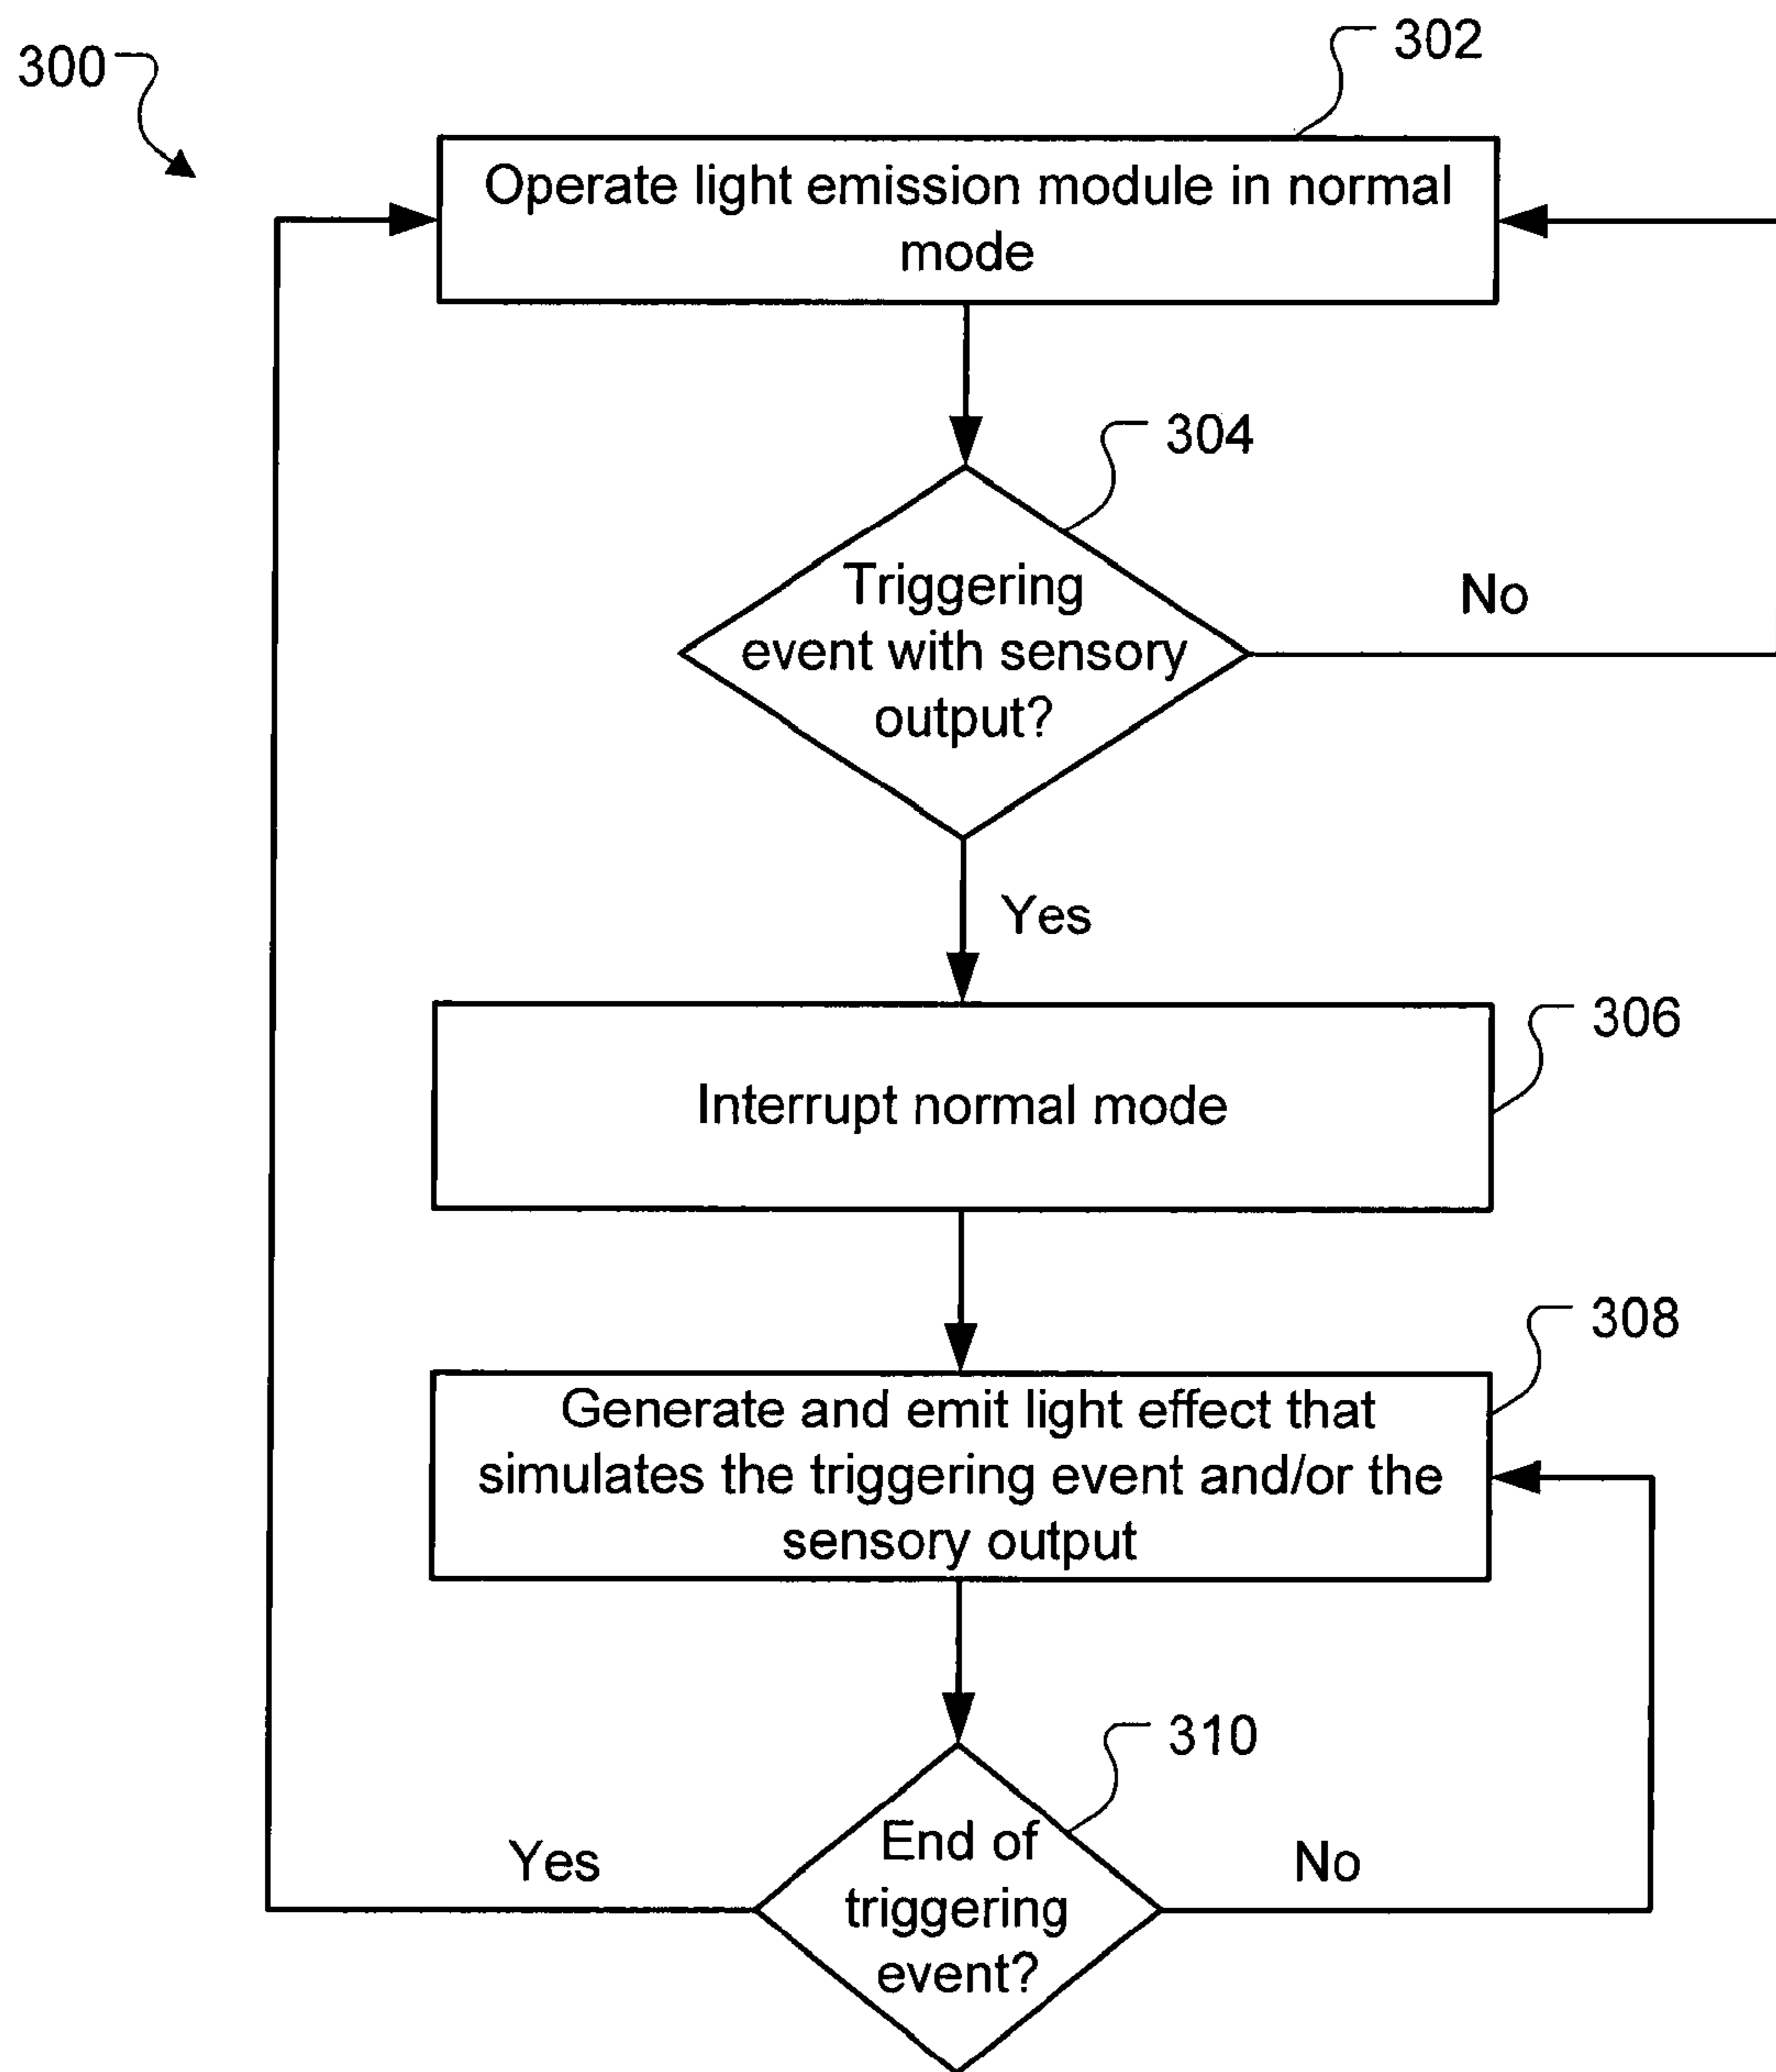 300
302
Operate light emission module in normal
mode
304
Triggering
event with sensory
output?
No
Yes
306
Interrupt normal mode
308
Generate and emit light effect that
simulates the triggering event and/or the
sensory output
310
End of
triggering
event?
Yes
No